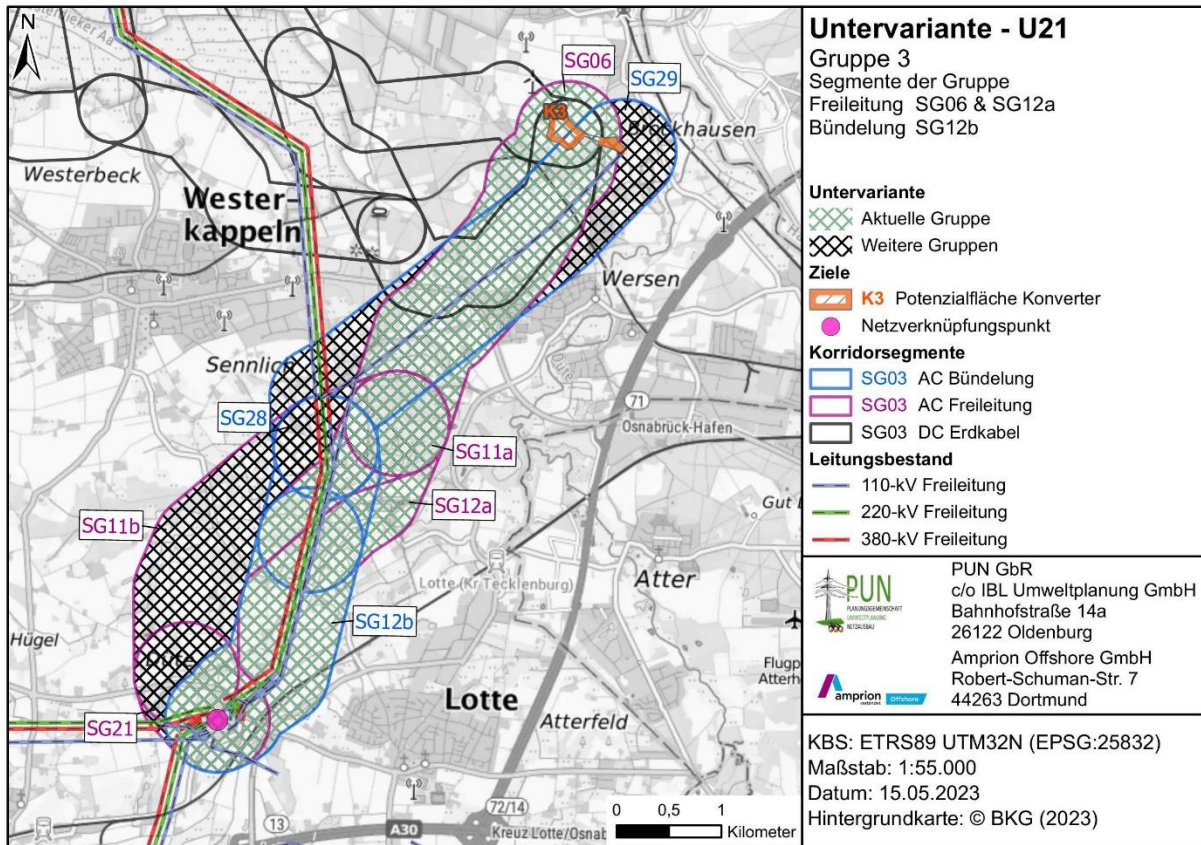 N
SG06
SG29
K3
Brockhausen
Westerbeck
Wester-
kappeln
Wersen
Sennlich
SG28
71
Osnabrück-Hafen
SG11a
SG12a
SG11b
Lotte (Kr Tecklenburg)
Atter
SG12b
Hügel
Lotte
SG21
Atterfeld
72/14
13
A30
Kreuz Lotte/Osnab
0 0,5 1
Kilometer
Untervariante - U21
Gruppe 3
Segmente der Gruppe
Freileitung SG06 & SG12a
Bündelung SG12b
Untervariante
Aktuelle Gruppe
Weitere Gruppen
Ziele
K3 Potenzialfläche Konverter
Netzverknüpfungspunkt
Korridorsegmente
SG03 AC Bündelung
SG03 AC Freileitung
SG03 DC Erdkabel
Leitungsbestand
110-kV Freileitung
220-kV Freileitung
380-kV Freileitung
PUN
PLANUNGSGEMEINSCHAFT
UMWELTPLANUNG
NETZAUSBAU
PUN GbR
c/o IBL Umweltplanung GmbH
Bahnhofstraße 14a
26122 Oldenburg
amprion
verbindet
Offshore
Amprion Offshore GmbH
Robert-Schuman-Str. 7
44263 Dortmund
KBS: ETRS89 UTM32N (EPSG:25832)
Maßstab: 1:55.000
Datum: 15.05.2023
Hintergrundkarte: © BKG (2023)